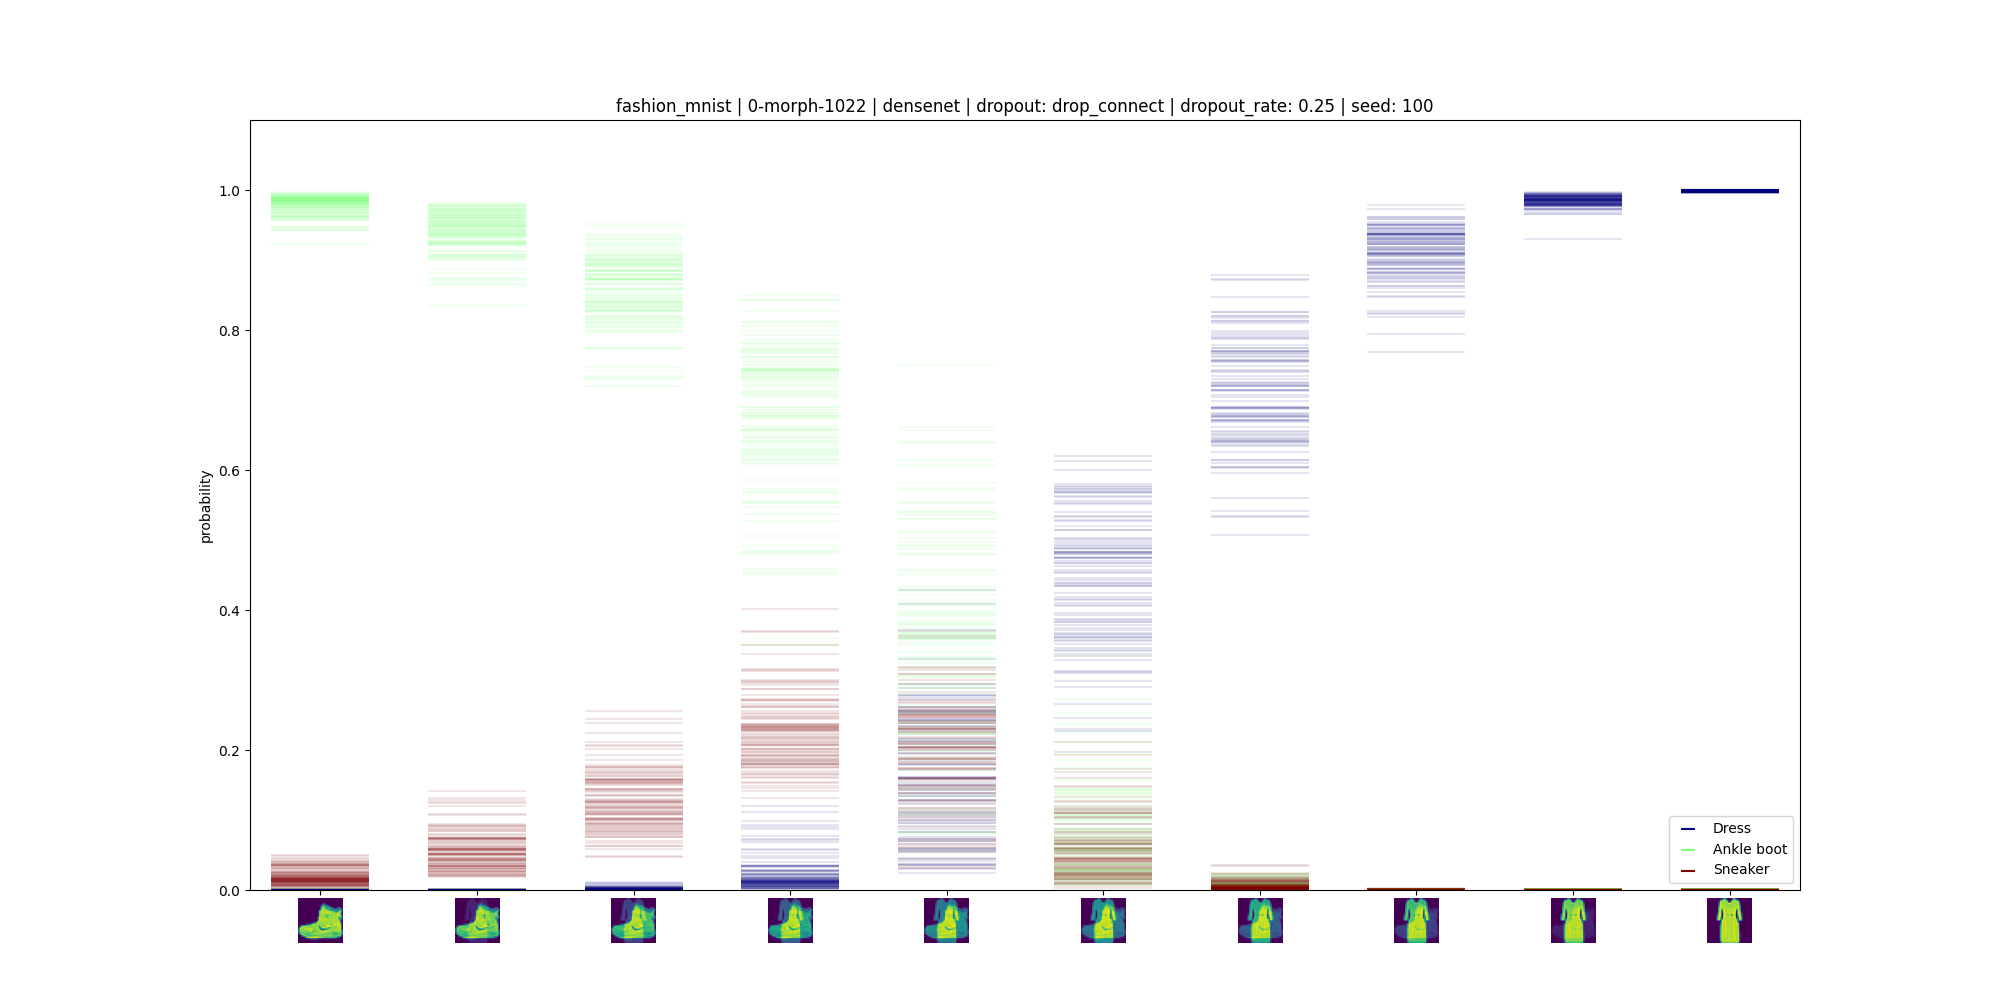 fashion_mnist | 0-morph-1022 | densenet | dropout: drop_connect | dropout_rate: 0.25 | seed: 100
1.0
0.8
0.6
0.4
0.2
0.0
probability
Dress
Ankle boot
Sneaker